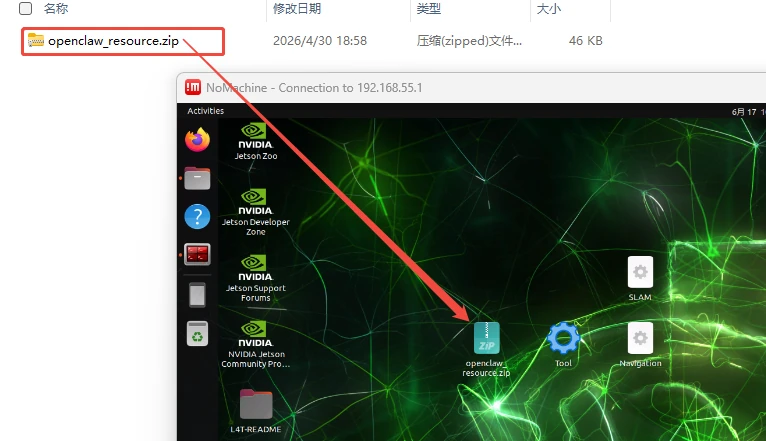 名称 修改日期 类型 大小
openclaw_resource.zip 2026/4/30 18:58 压缩(zipped)文件... 46 KB
NoMachine - Connection to 192.168.55.1
Activities
6月 17
NVIDIA.
Jetson Zoo
NVIDIA.
Jetson Developer
Zone
NVIDIA.
Jetson Support
Forums
SLAM
NVIDIA.
NVIDIA Jetson
Community Pro...
ZIP
openclaw_
resource.zip
Tool
Navigation
L4T-README